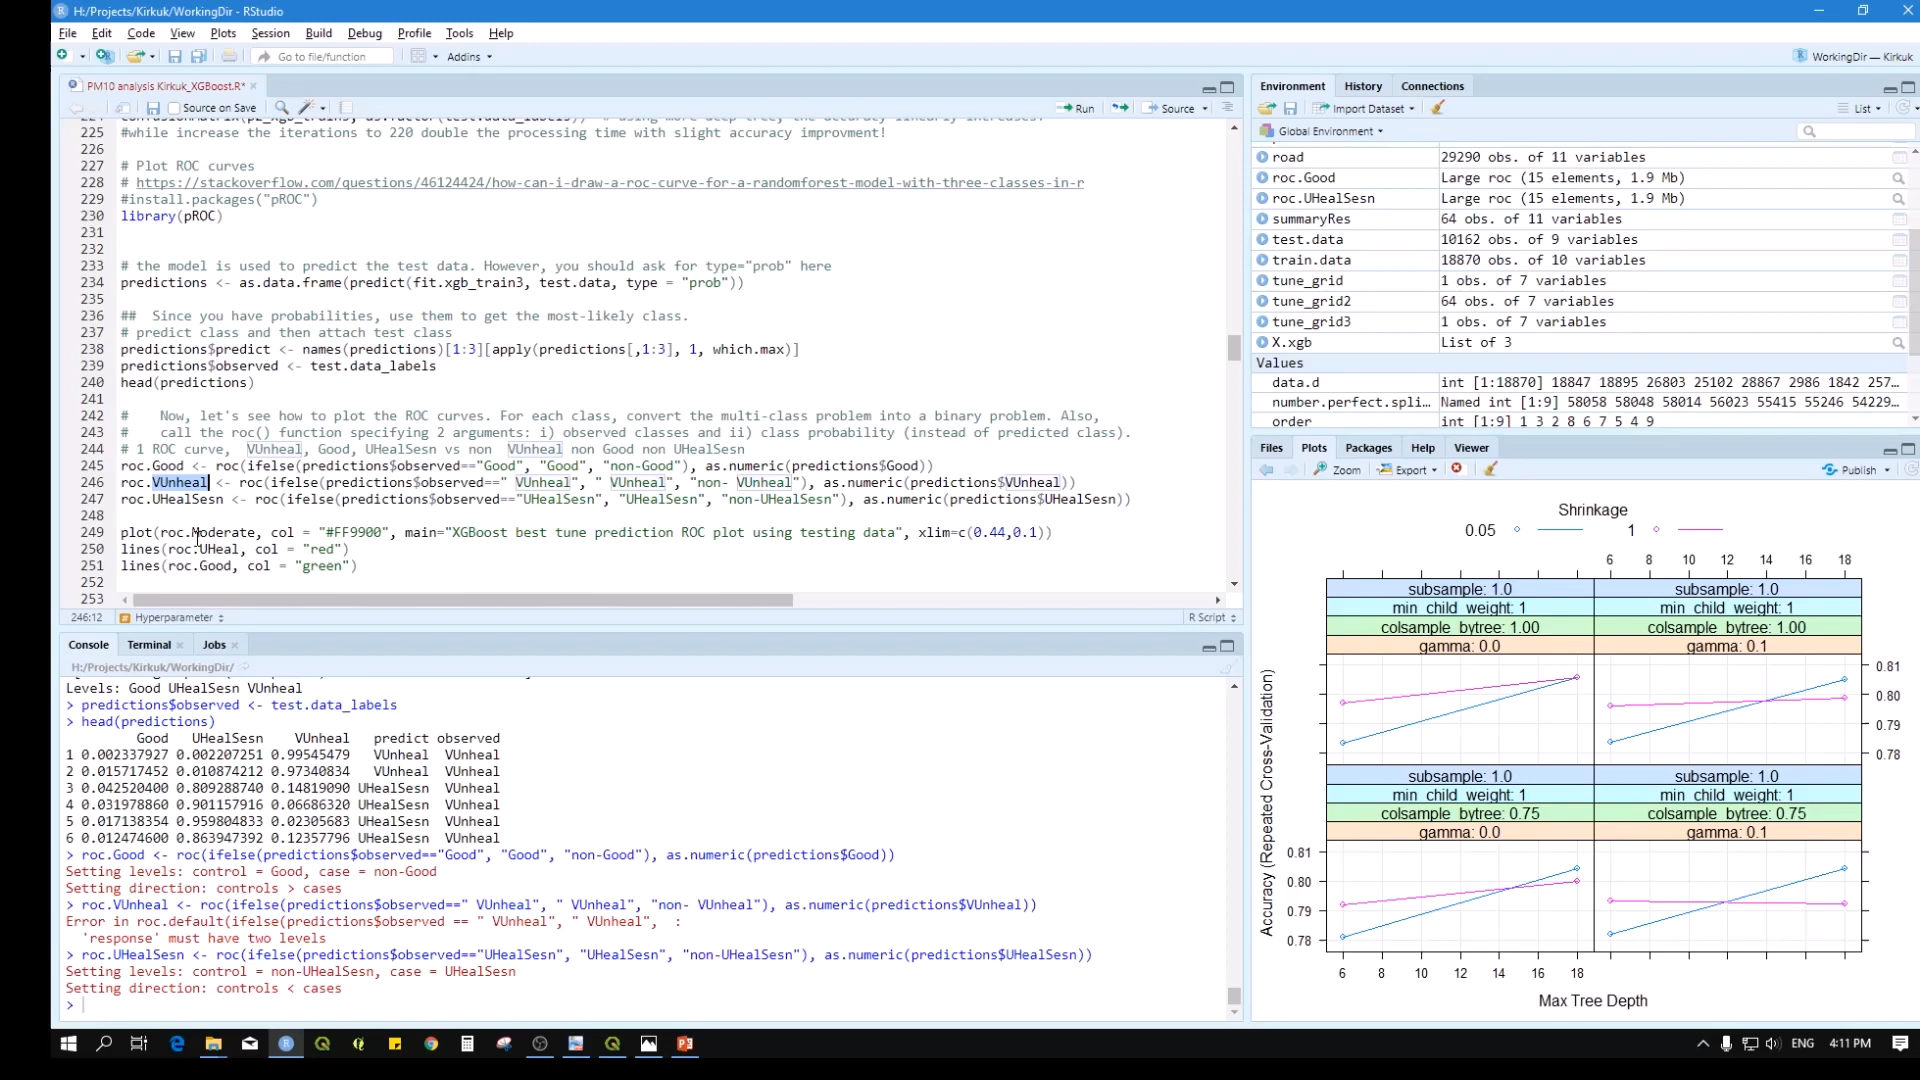 H:/Projects/Kirkuk/WorkingDir - RStudio
File Edit Code View Plots Session Build Debug Profile Tools Help
Go to file/function Addins WorkingDir — Kirkuk
PM10 analysis Kirkuk_XGBoost.R*
Source on Save Run Source
225 #while increase the iterations to 220 double the processing time with slight accuracy improvment!
226
227 # Plot ROC curves
228 # https://stackoverflow.com/questions/46124424/how-can-i-draw-a-roc-curve-for-a-randomforest-model-with-three-classes-in-r
229 #install.packages("pROC")
230 library(pROC)
231
232
233 # the model is used to predict the test data. However, you should ask for type="prob" here
234 predictions <- as.data.frame(predict(fit.xgb_train3, test.data, type = "prob"))
235
236 ##  Since you have probabilities, use them to get the most-likely class.
237 # predict class and then attach test class
238 predictions$predict <- names(predictions)[1:3][apply(predictions[,1:3], 1, which.max)]
239 predictions$observed <- test.data_labels
240 head(predictions)
241
242 #    Now, let's see how to plot the ROC curves. For each class, convert the multi-class problem into a binary problem. Also,
243 #    call the roc() function specifying 2 arguments: i) observed classes and ii) class probability (instead of predicted class).
244 # 1 ROC curve,  VUnheal, Good, UHealSesn vs non  VUnheal non Good non UHealSesn
245 roc.Good <- roc(ifelse(predictions$observed=="Good", "Good", "non-Good"), as.numeric(predictions$Good))
246 roc.VUnheal <- roc(ifelse(predictions$observed==" VUnheal", " VUnheal", "non- VUnheal"), as.numeric(predictions$VUnheal))
247 roc.UHealSesn <- roc(ifelse(predictions$observed=="UHealSesn", "UHealSesn", "non-UHealSesn"), as.numeric(predictions$UHealSesn))
248
249 plot(roc.Moderate, col = "#FF9900", main="XGBoost best tune prediction ROC plot using testing data", xlim=c(0.44,0.1))
250 lines(roc.UHeal, col = "red")
251 lines(roc.Good, col = "green")
252
253
246:12 Hyperparameter R Script
Console Terminal Jobs
H:/Projects/Kirkuk/WorkingDir/
Levels: Good UHealSesn VUnheal
> predictions$observed <- test.data_labels
> head(predictions)
Good UHealSesn VUnheal predict observed
1 0.002337927 0.002207251 0.99545479 VUnheal VUnheal
2 0.015717452 0.010874212 0.97340834 VUnheal VUnheal
3 0.042520400 0.809288740 0.14819090 UHealSesn VUnheal
4 0.031978860 0.901157916 0.06686320 UHealSesn VUnheal
5 0.017138354 0.959804833 0.02305683 UHealSesn VUnheal
6 0.012474600 0.863947392 0.12357796 UHealSesn VUnheal
> roc.Good <- roc(ifelse(predictions$observed=="Good", "Good", "non-Good"), as.numeric(predictions$Good))
Setting levels: control = Good, case = non-Good
Setting direction: controls > cases
> roc.VUnheal <- roc(ifelse(predictions$observed==" VUnheal", " VUnheal", "non- VUnheal"), as.numeric(predictions$VUnheal))
Error in roc.default(ifelse(predictions$observed == " VUnheal", " VUnheal",  :
'response' must have two levels
> roc.UHealSesn <- roc(ifelse(predictions$observed=="UHealSesn", "UHealSesn", "non-UHealSesn"), as.numeric(predictions$UHealSesn))
Setting levels: control = non-UHealSesn, case = UHealSesn
Setting direction: controls < cases
>
Environment History Connections
Import Dataset List
Global Environment
road 29290 obs. of 11 variables
roc.Good Large roc (15 elements, 1.9 Mb)
roc.UHealSesn Large roc (15 elements, 1.9 Mb)
summaryRes 64 obs. of 11 variables
test.data 10162 obs. of 9 variables
train.data 18870 obs. of 10 variables
tune_grid 1 obs. of 7 variables
tune_grid2 64 obs. of 7 variables
tune_grid3 1 obs. of 7 variables
X.xgb List of 3
Values
data.d int [1:18870] 18847 18895 26803 25102 28867 2986 1842 257...
number.perfect.spli... Named int [1:9] 58058 58048 58014 56023 55415 55246 54229...
order int [1:9] 1 3 2 8 6 7 5 4 9
Files Plots Packages Help Viewer
Zoom Export Publish
Shrinkage
0.05 1
6 8 10 12 14 16 18
subsample: 1.0 subsample: 1.0
min_child_weight: 1 min_child_weight: 1
colsample_bytree: 1.00 colsample_bytree: 1.00
gamma: 0.0 gamma: 0.1
0.81
0.80
0.79
0.78
subsample: 1.0 subsample: 1.0
min_child_weight: 1 min_child_weight: 1
colsample_bytree: 0.75 colsample_bytree: 0.75
gamma: 0.0 gamma: 0.1
0.81
0.80
0.79
0.78
Accuracy (Repeated Cross-Validation)
6 8 10 12 14 16 18
Max Tree Depth
ENG 4:11 PM